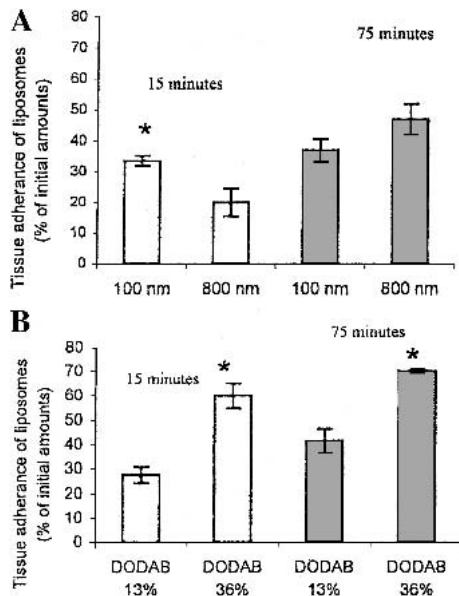 A
Tissue adherance of liposomes
(% of initial amounts)
80
70
60
50
40
30
20
10
0
15 minutes
75 minutes
*
100 nm 800 nm 100 nm 800 nm
B
Tissue adherance of liposomes
(% of initial amounts)
80
70
60
50
40
30
20
10
0
15 minutes
75 minutes
*
*
DODAB DODAB DODAB DODAB
13% 36% 13% 36%